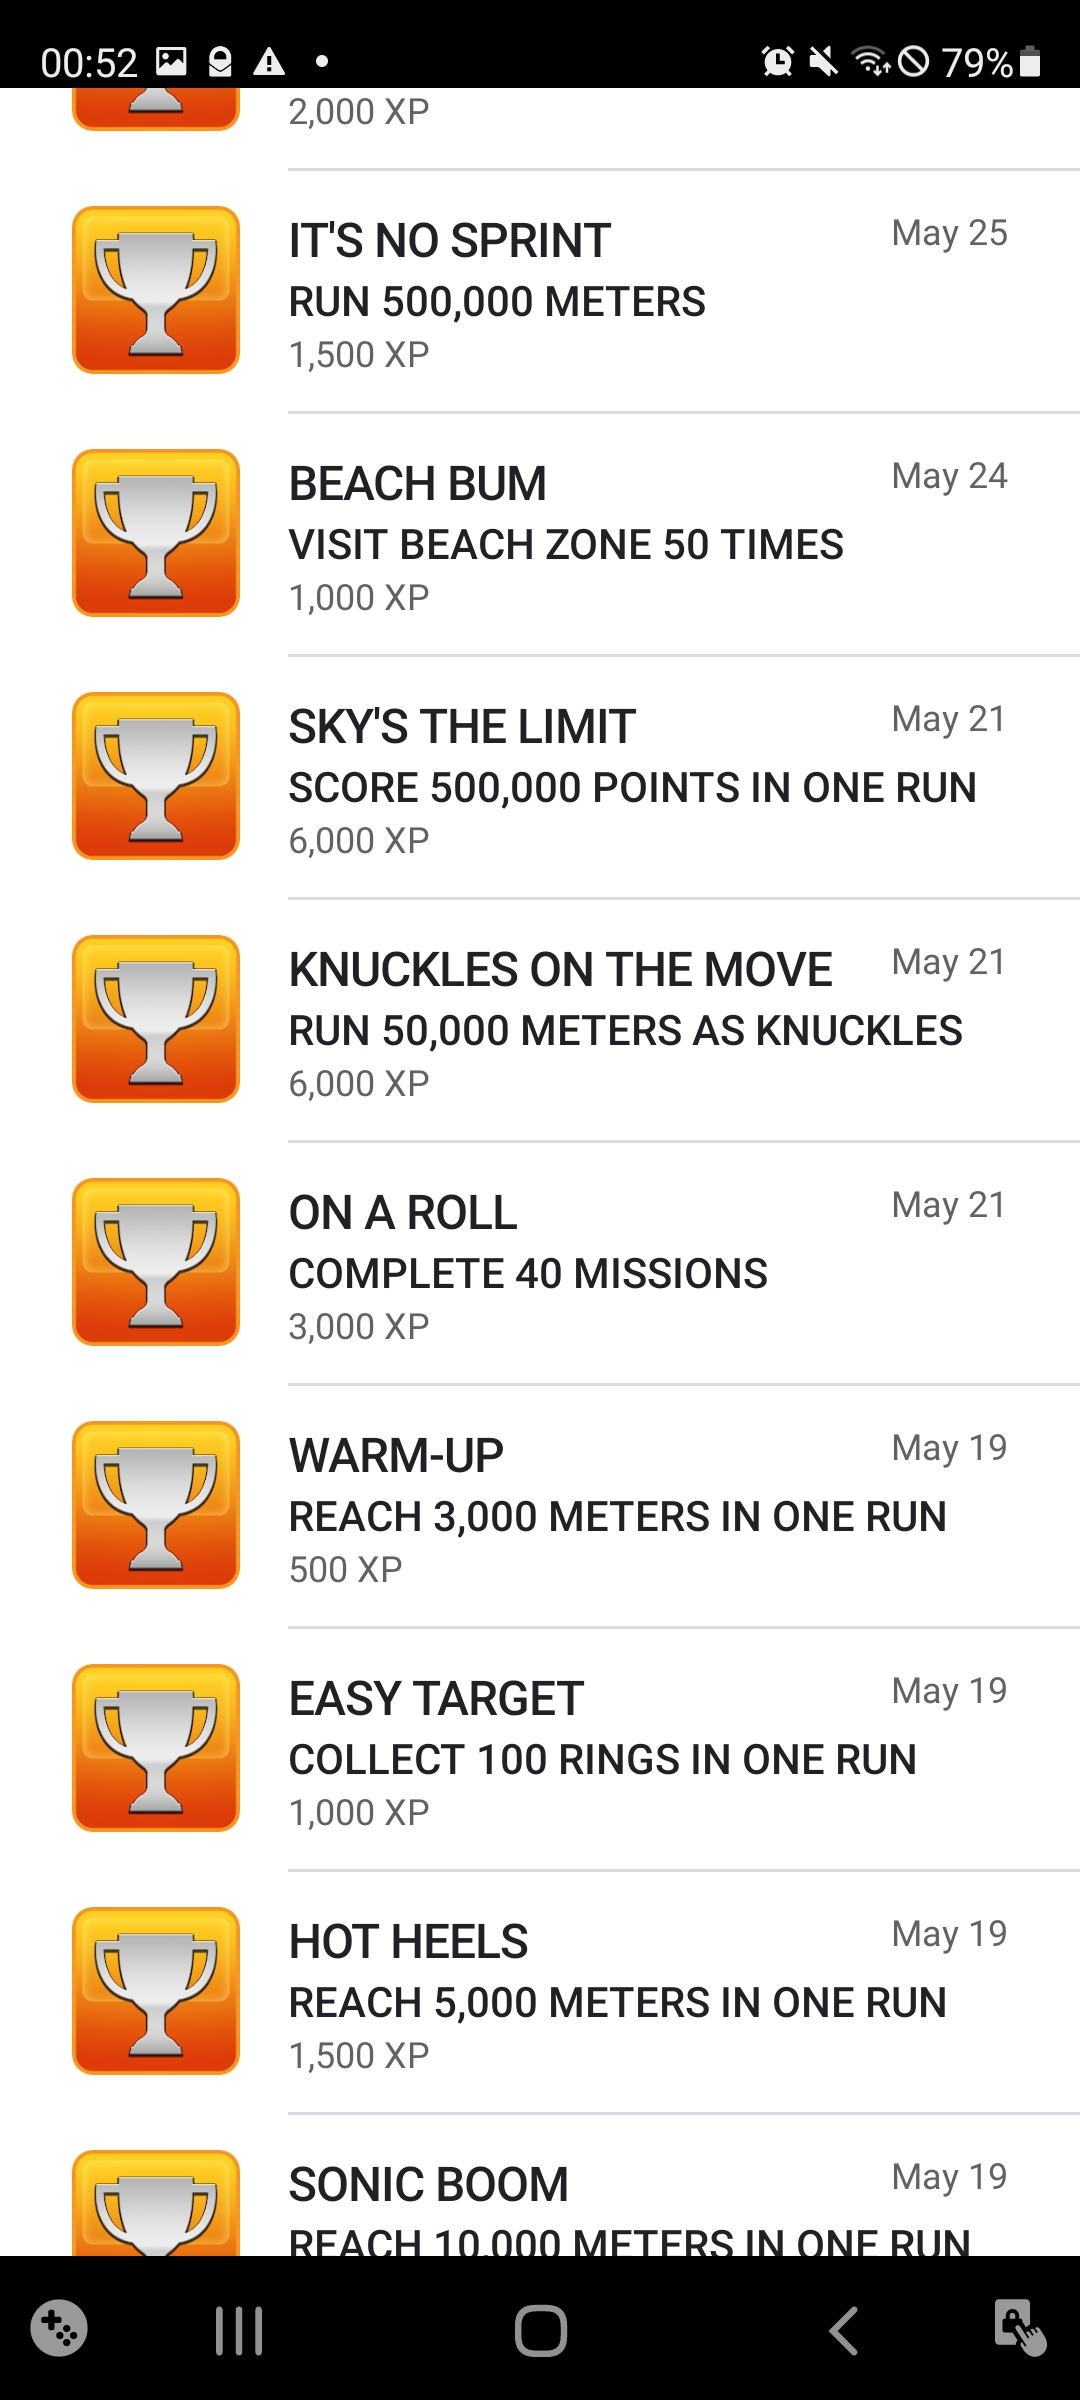 00:52 79%
2,000 XP
IT'S NO SPRINT May 25
RUN 500,000 METERS
1,500 XP
BEACH BUM May 24
VISIT BEACH ZONE 50 TIMES
1,000 XP
SKY'S THE LIMIT May 21
SCORE 500,000 POINTS IN ONE RUN
6,000 XP
KNUCKLES ON THE MOVE May 21
RUN 50,000 METERS AS KNUCKLES
6,000 XP
ON A ROLL May 21
COMPLETE 40 MISSIONS
3,000 XP
WARM-UP May 19
REACH 3,000 METERS IN ONE RUN
500 XP
EASY TARGET May 19
COLLECT 100 RINGS IN ONE RUN
1,000 XP
HOT HEELS May 19
REACH 5,000 METERS IN ONE RUN
1,500 XP
SONIC BOOM May 19
REACH 10,000 METERS IN ONE RUN